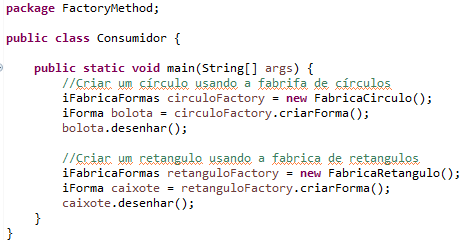 package FactoryMethod;
public class Consumidor {
public static void main(String[] args) {
//Criar um círculo usando a fabrifa de círculos
iFabricaFormas circuloFactory = new FabricaCirculo();
iForma bolota = circuloFactory.criarForma();
bolota.desenhar();
//Criar um retangulo usando a fabrica de retangulos
iFabricaFormas retanguloFactory = new FabricaRetangulo();
iForma caixote = retanguloFactory.criarForma();
caixote.desenhar();
}
}